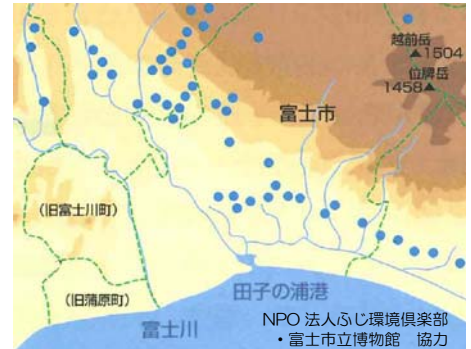 越前岳
▲1504
位牌岳
1458▲
富士市
(旧富士川町)
(旧蒲原町)
田子の浦港
富士川
NPO 法人ふじ環境倶楽部
・富士市立博物館 協力